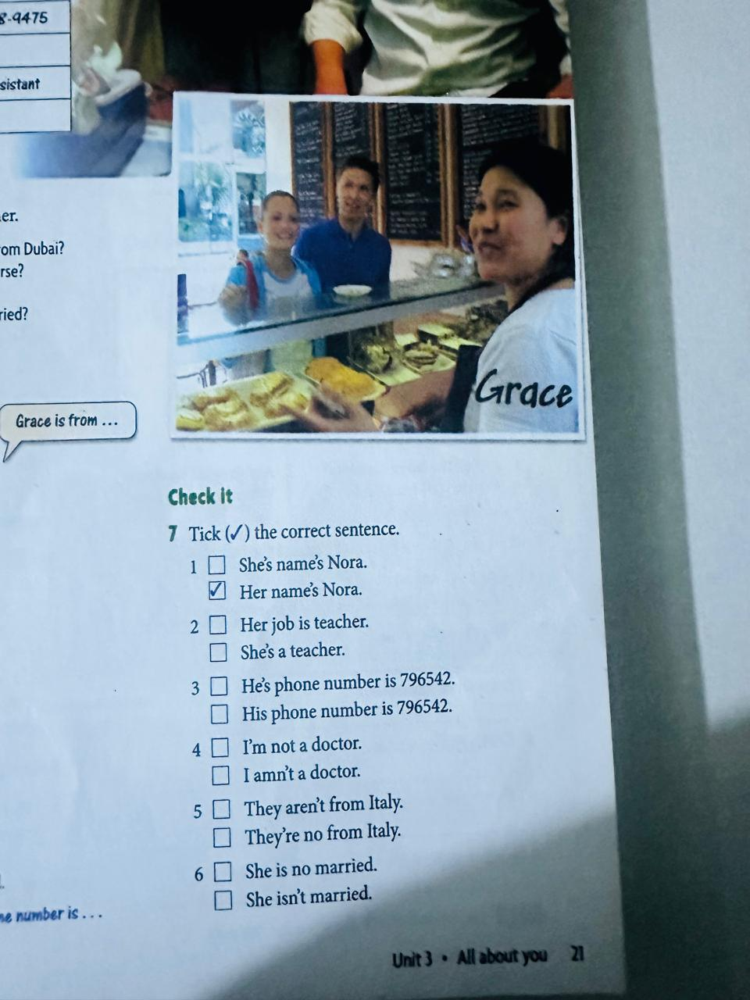 8-9475
sistant
er.
om Dubai?
rse?
ried?
Grace is from ...
Grace
Check it
7 Tick (✓) the correct sentence.
1 ☐ She's name's Nora.
☑ Her name's Nora.
2 ☐ Her job is teacher.
☐ She's a teacher.
3 ☐ He's phone number is 796542.
☐ His phone number is 796542.
4 ☐ I'm not a doctor.
☐ I amn't a doctor.
5 ☐ They aren't from Italy.
☐ They're no from Italy.
6 ☐ She is no married.
☐ She isn't married.
ne number is ...
Unit 3 • All about you 21